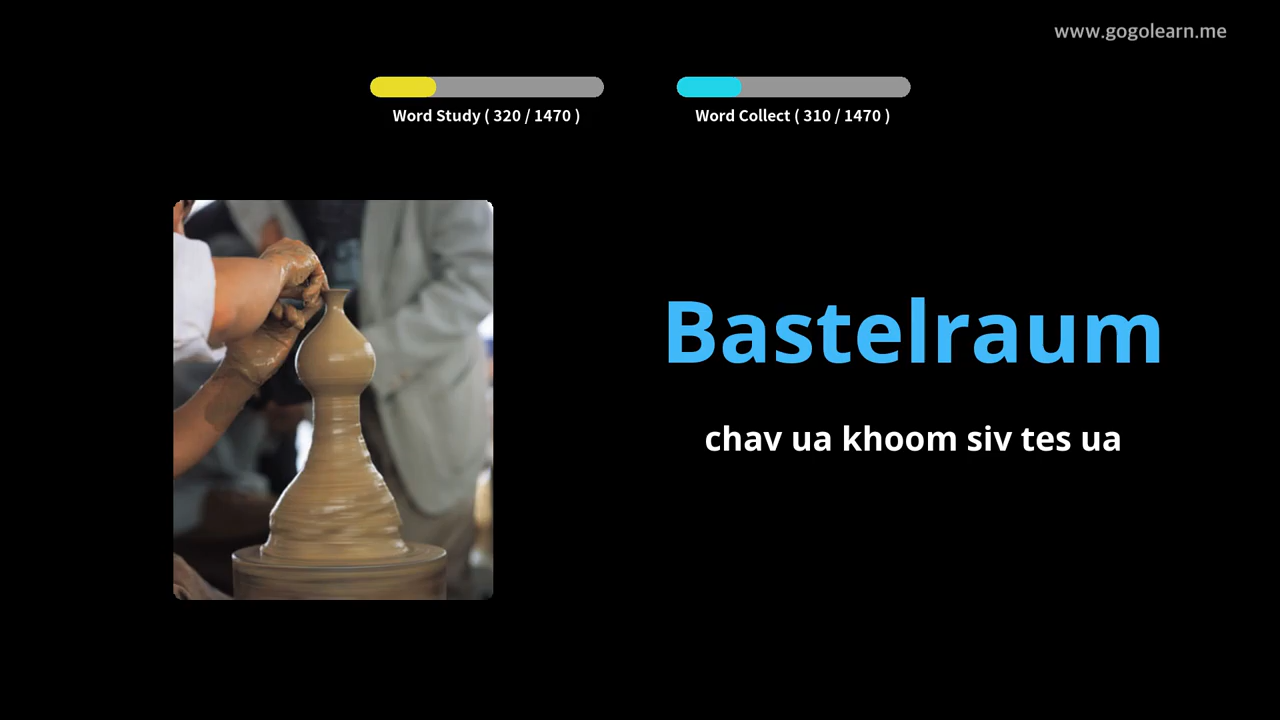 www.gogolearn.me
Word Study ( 320 / 1470 )
Word Collect ( 310 / 1470 )
Bastelraum
chav ua khoom siv tes ua